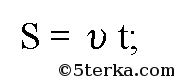 S = υ t;
©5terka.com